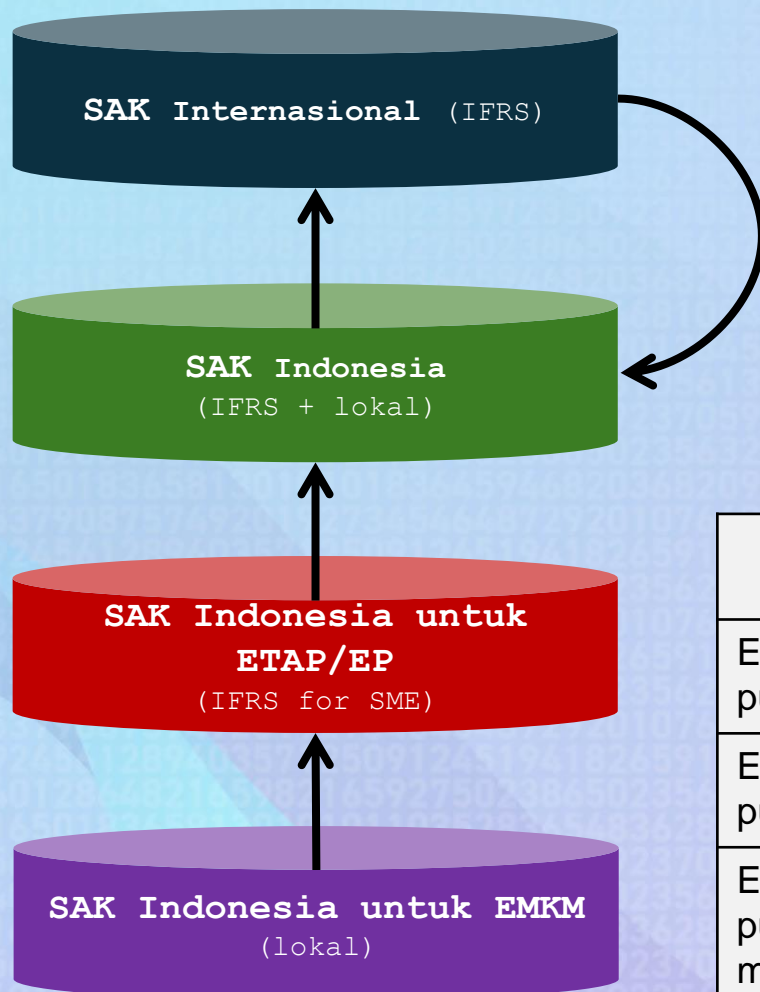 SAK Internasional (IFRS)
SAK Indonesia
(IFRS + lokal)
SAK Indonesia untuk
ETAP/EP
(IFRS for SME)
SAK Indonesia untuk EMKM
(lokal)